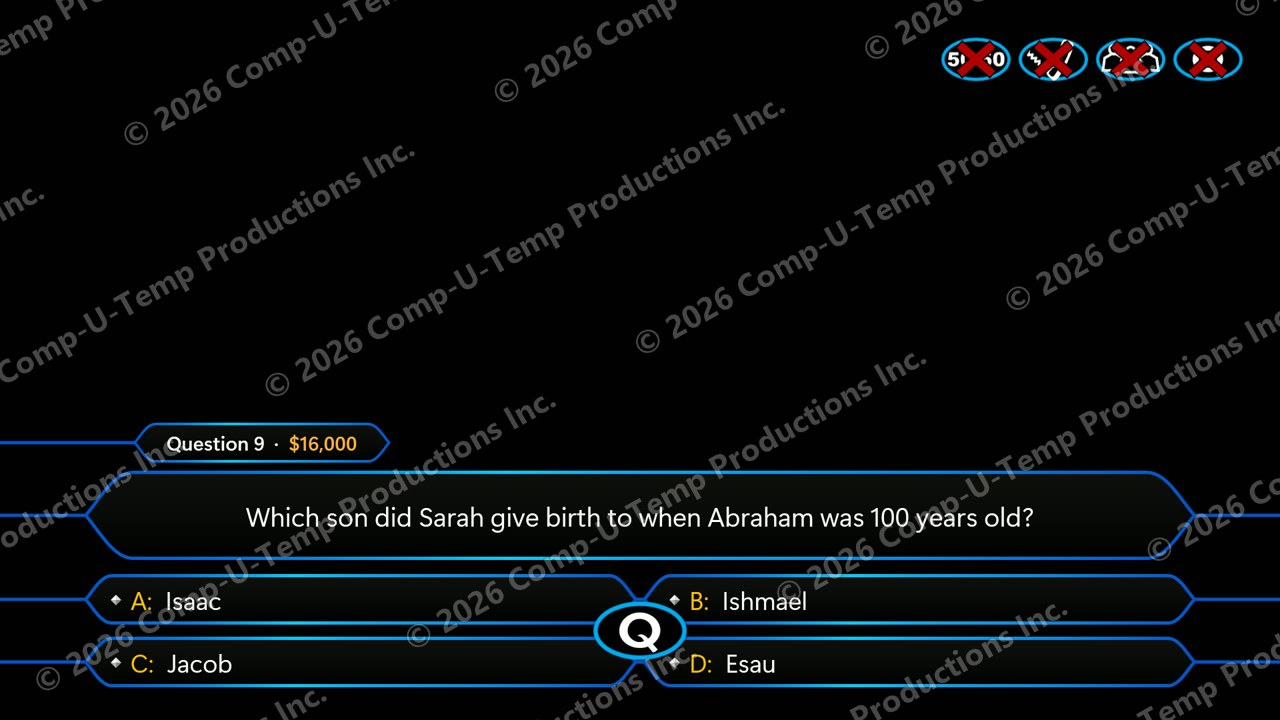 50:50
Question 9 · $16,000
Which son did Sarah give birth to when Abraham was 100 years old?
A: Isaac
B: Ishmael
Q
C: Jacob
D: Esau
© 2026 Comp-U-Temp Productions Inc.